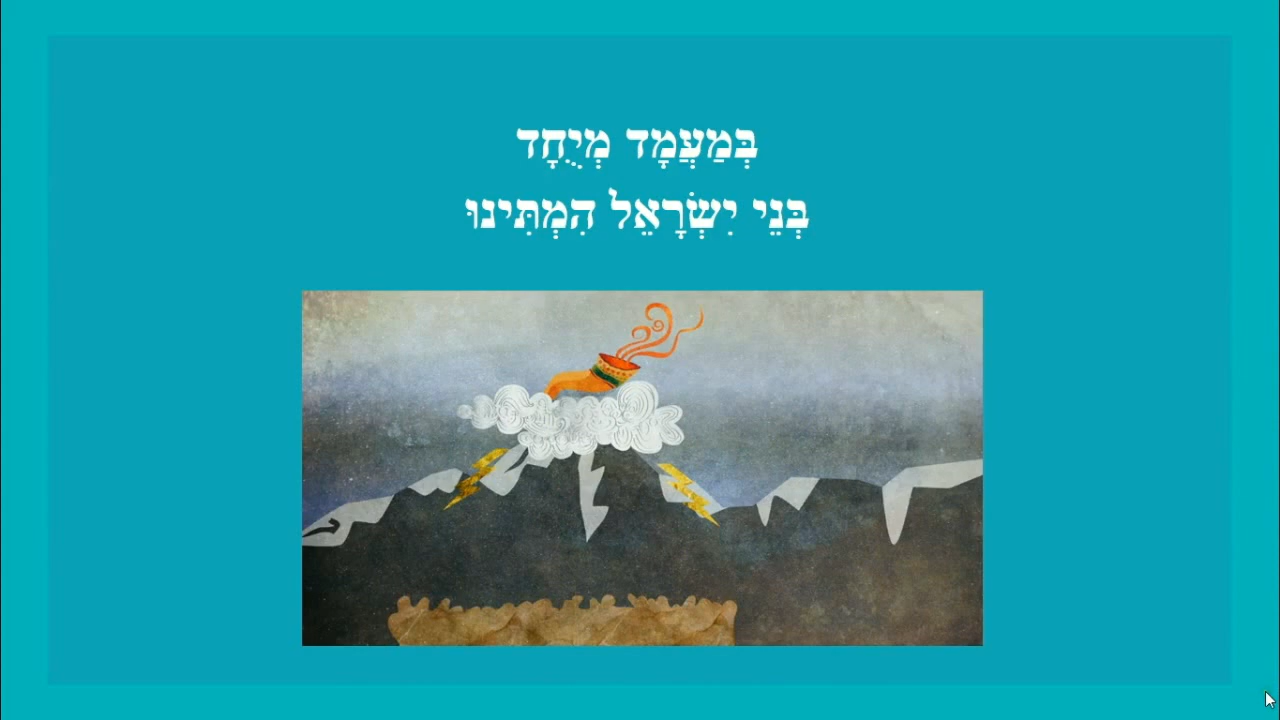 בְּמַעֲמָד מְיֻחָד
בְּנֵי יִשְׂרָאֵל הִמְתִּינוּ